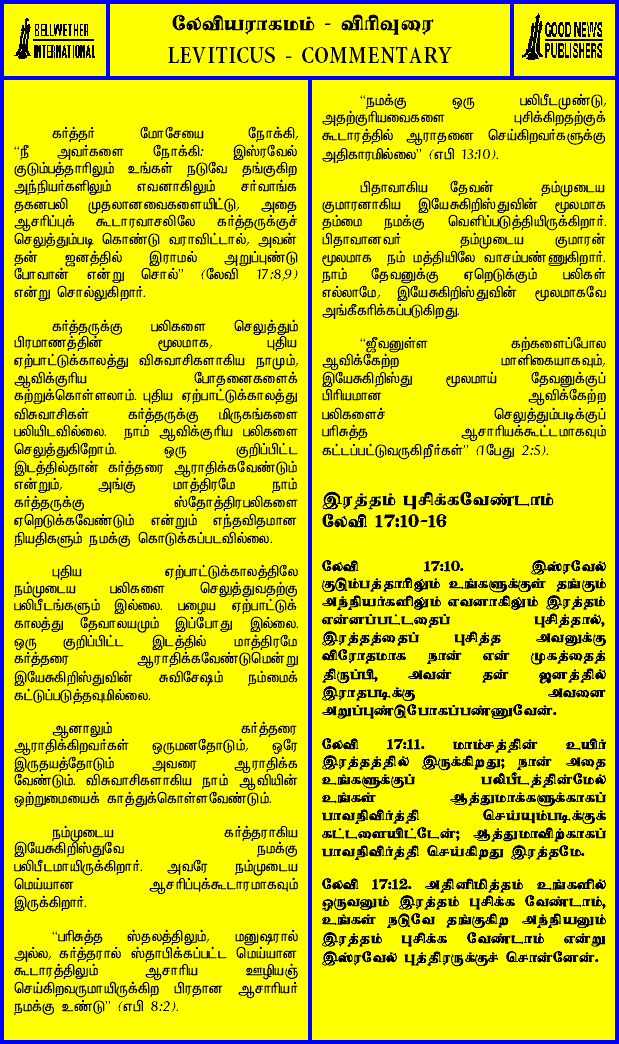 BELLWETHER
INTERNATIONAL
லேவியராகமம் - விரிவுரை
LEVITICUS - COMMENTARY
GOOD NEWS
PUBLISHERS
கர்த்தர் மோசேயை நோக்கி,
“நீ அவர்களை நோக்கி: இஸ்ரவேல்
குடும்பத்தாரிலும் உங்கள் நடுவே தங்குகிற
அந்நியர்களிலும் எவனாகிலும் சர்வாங்க
தகனபலி முதலானவைகளையிட்டு, அதை
ஆசரிப்புக் கூடாரவாசலிலே கர்த்தருக்குச்
செலுத்தும்படி கொண்டு வராவிட்டால், அவன்
தன் ஜனத்தில் இராமல் அறுப்புண்டு
போவான் என்று சொல்” (லேவி 17:8,9)
என்று சொல்லுகிறார்.
கர்த்தருக்கு பலிகளை செலுத்தும்
பிரமாணத்தின் மூலமாக, புதிய
ஏற்பாட்டுக்காலத்து விசுவாசிகளாகிய நாமும்,
ஆவிக்குரிய போதனைகளைக்
கற்றுக்கொள்ளலாம். புதிய ஏற்பாட்டுக்காலத்து
விசுவாசிகள் கர்த்தருக்கு மிருகங்களை
பலியிடவில்லை. நாம் ஆவிக்குரிய பலிகளை
செலுத்துகிறோம். ஒரு குறிப்பிட்ட
இடத்தில்தான் கர்த்தரை ஆராதிக்கவேண்டும்
என்றும், அங்கு மாத்திரமே நாம்
கர்த்தருக்கு ஸ்தோத்திரபலிகளை
ஏறெடுக்கவேண்டும் என்றும் எந்தவிதமான
நியதிகளும் நமக்கு கொடுக்கப்படவில்லை.
புதிய ஏற்பாட்டுக்காலத்திலே
நம்முடைய பலிகளை செலுத்துவதற்கு
பலிபீடங்களும் இல்லை. பழைய ஏற்பாட்டுக்
காலத்து தேவாலயமும் இப்போது இல்லை.
ஒரு குறிப்பிட்ட இடத்தில் மாத்திரமே
கர்த்தரை ஆராதிக்கவேண்டுமென்று
இயேசுகிறிஸ்துவின் சுவிசேஷம் நம்மைக்
கட்டுப்படுத்தவுமில்லை.
ஆனாலும் கர்த்தரை
ஆராதிக்கிறவர்கள் ஒருமனதோடும், ஒரே
இருதயத்தோடும் அவரை ஆராதிக்க
வேண்டும். விசுவாசிகளாகிய நாம் ஆவியின்
ஒற்றுமையைக் காத்துக்கொள்ளவேண்டும்.
நம்முடைய கர்த்தராகிய
இயேசுகிறிஸ்துவே நமக்கு
பலிபீடமாயிருக்கிறார். அவரே நம்முடைய
மெய்யான ஆசரிப்புக்கூடாரமாகவும்
இருக்கிறார்.
“பரிசுத்த ஸ்தலத்திலும், மனுஷரால்
அல்ல, கர்த்தரால் ஸ்தாபிக்கப்பட்ட மெய்யான
கூடாரத்திலும் ஆசாரிய ஊழியஞ்
செய்கிறவருமாயிருக்கிற பிரதான ஆசாரியர்
நமக்கு உண்டு” (எபி 8:2).
“நமக்கு ஒரு பலிபீடமுண்டு,
அதற்குரியவைகளை புசிக்கிறதற்குக்
கூடாரத்தில் ஆராதனை செய்கிறவர்களுக்கு
அதிகாரமில்லை” (எபி 13:10).
பிதாவாகிய தேவன் தம்முடைய
குமாரனாகிய இயேசுகிறிஸ்துவின் மூலமாக
தம்மை நமக்கு வெளிப்படுத்தியிருக்கிறார்.
பிதாவானவர் தம்முடைய குமாரன்
மூலமாக நம் மத்தியிலே வாசம்பண்ணுகிறார்.
நாம் தேவனுக்கு ஏறெடுக்கும் பலிகள்
எல்லாமே, இயேசுகிறிஸ்துவின் மூலமாகவே
அங்கீகரிக்கப்படுகிறது.
“ஜீவனுள்ள கற்களைப்போல
ஆவிக்கேற்ற மாளிகையாகவும்,
இயேசுகிறிஸ்து மூலமாய் தேவனுக்குப்
பிரியமான ஆவிக்கேற்ற
பலிகளைச் செலுத்தும்படிக்குப்
பரிசுத்த ஆசாரியக்கூட்டமாகவும்
கட்டப்பட்டுவருகிறீர்கள்” (1பேது 2:5).
இரத்தம் புசிக்கவேண்டாம்
லேவி 17:10-16
லேவி 17:10. இஸ்ரவேல்
குடும்பத்தாரிலும் உங்களுக்குள் தங்கும்
அந்நியர்களிலும் எவனாகிலும் இரத்தம்
என்னப்பட்டதைப் புசித்தால்,
இரத்தத்தைப் புசித்த அவனுக்கு
விரோதமாக நான் என் முகத்தைத்
திருப்பி, அவன் தன் ஜனத்தில்
இராதபடிக்கு அவனை
அறுப்புண்டுபோகப்பண்ணுவேன்.
லேவி 17:11. மாம்சத்தின் உயிர்
இரத்தத்தில் இருக்கிறது; நான் அதை
உங்களுக்குப் பலிபீடத்தின்மேல்
உங்கள் ஆத்துமாக்களுக்காகப்
பாவநிவிர்த்தி செய்யும்படிக்குக்
கட்டளையிட்டேன்; ஆத்துமாவிற்காகப்
பாவநிவிர்த்தி செய்கிறது இரத்தமே.
லேவி 17:12. அதினிமித்தம் உங்களில்
ஒருவனும் இரத்தம் புசிக்க வேண்டாம்,
உங்கள் நடுவே தங்குகிற அந்நியனும்
இரத்தம் புசிக்க வேண்டாம் என்று
இஸ்ரவேல் புத்திரருக்குச் சொன்னேன்.